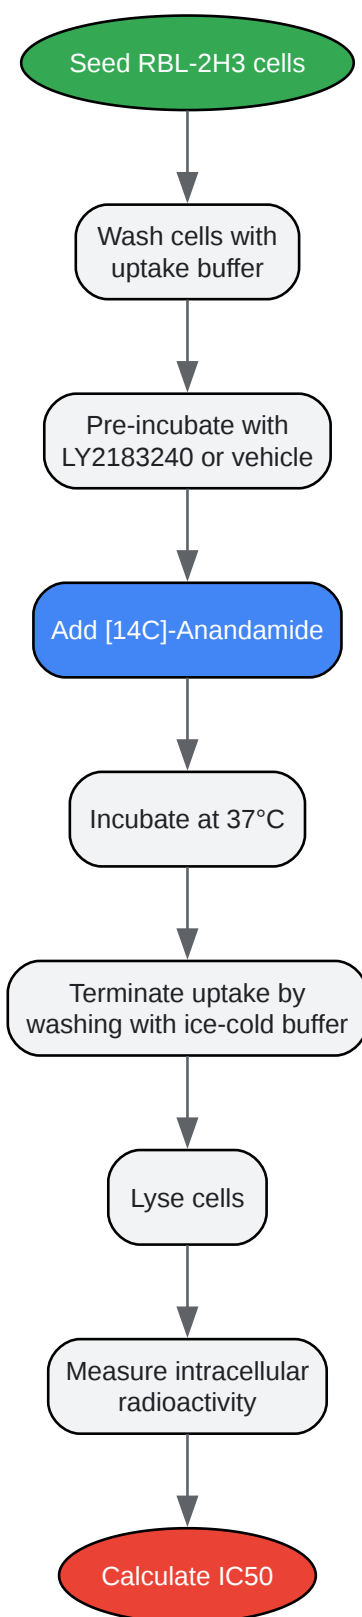 Seed RBL-2H3 cells
Wash cells with
uptake buffer
Pre-incubate with
LY2183240 or vehicle
Add [14C]-Anandamide
Incubate at 37°C
Terminate uptake by
washing with ice-cold buffer
Lyse cells
Measure intracellular
radioactivity
Calculate IC50